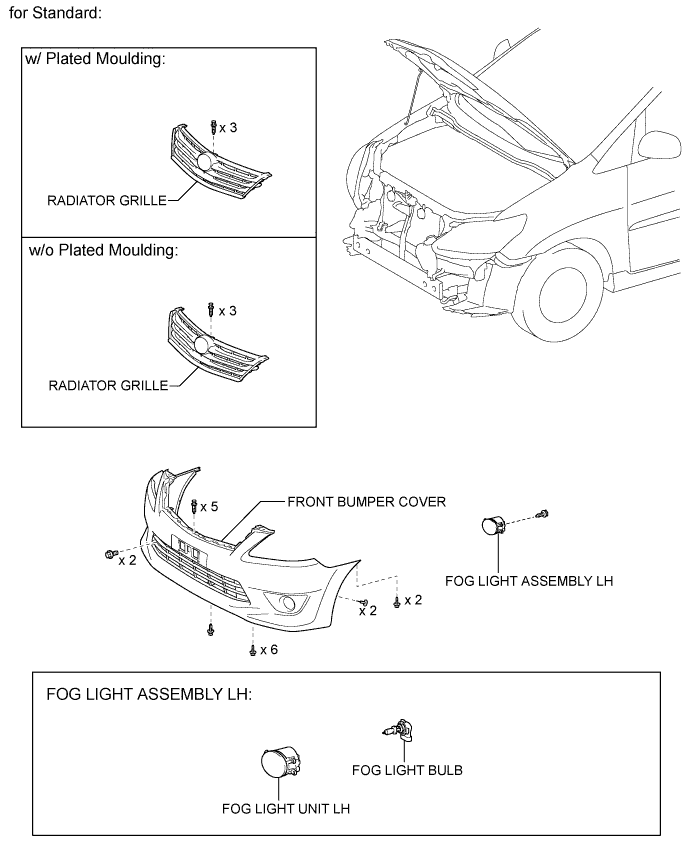 for Standard:
w/ Plated Moulding:
x 3
RADIATOR GRILLE
w/o Plated Moulding:
x 3
RADIATOR GRILLE
FRONT BUMPER COVER
x 5
x 2
FOG LIGHT ASSEMBLY LH
x 2
x 2
x 6
FOG LIGHT ASSEMBLY LH:
FOG LIGHT BULB
FOG LIGHT UNIT LH